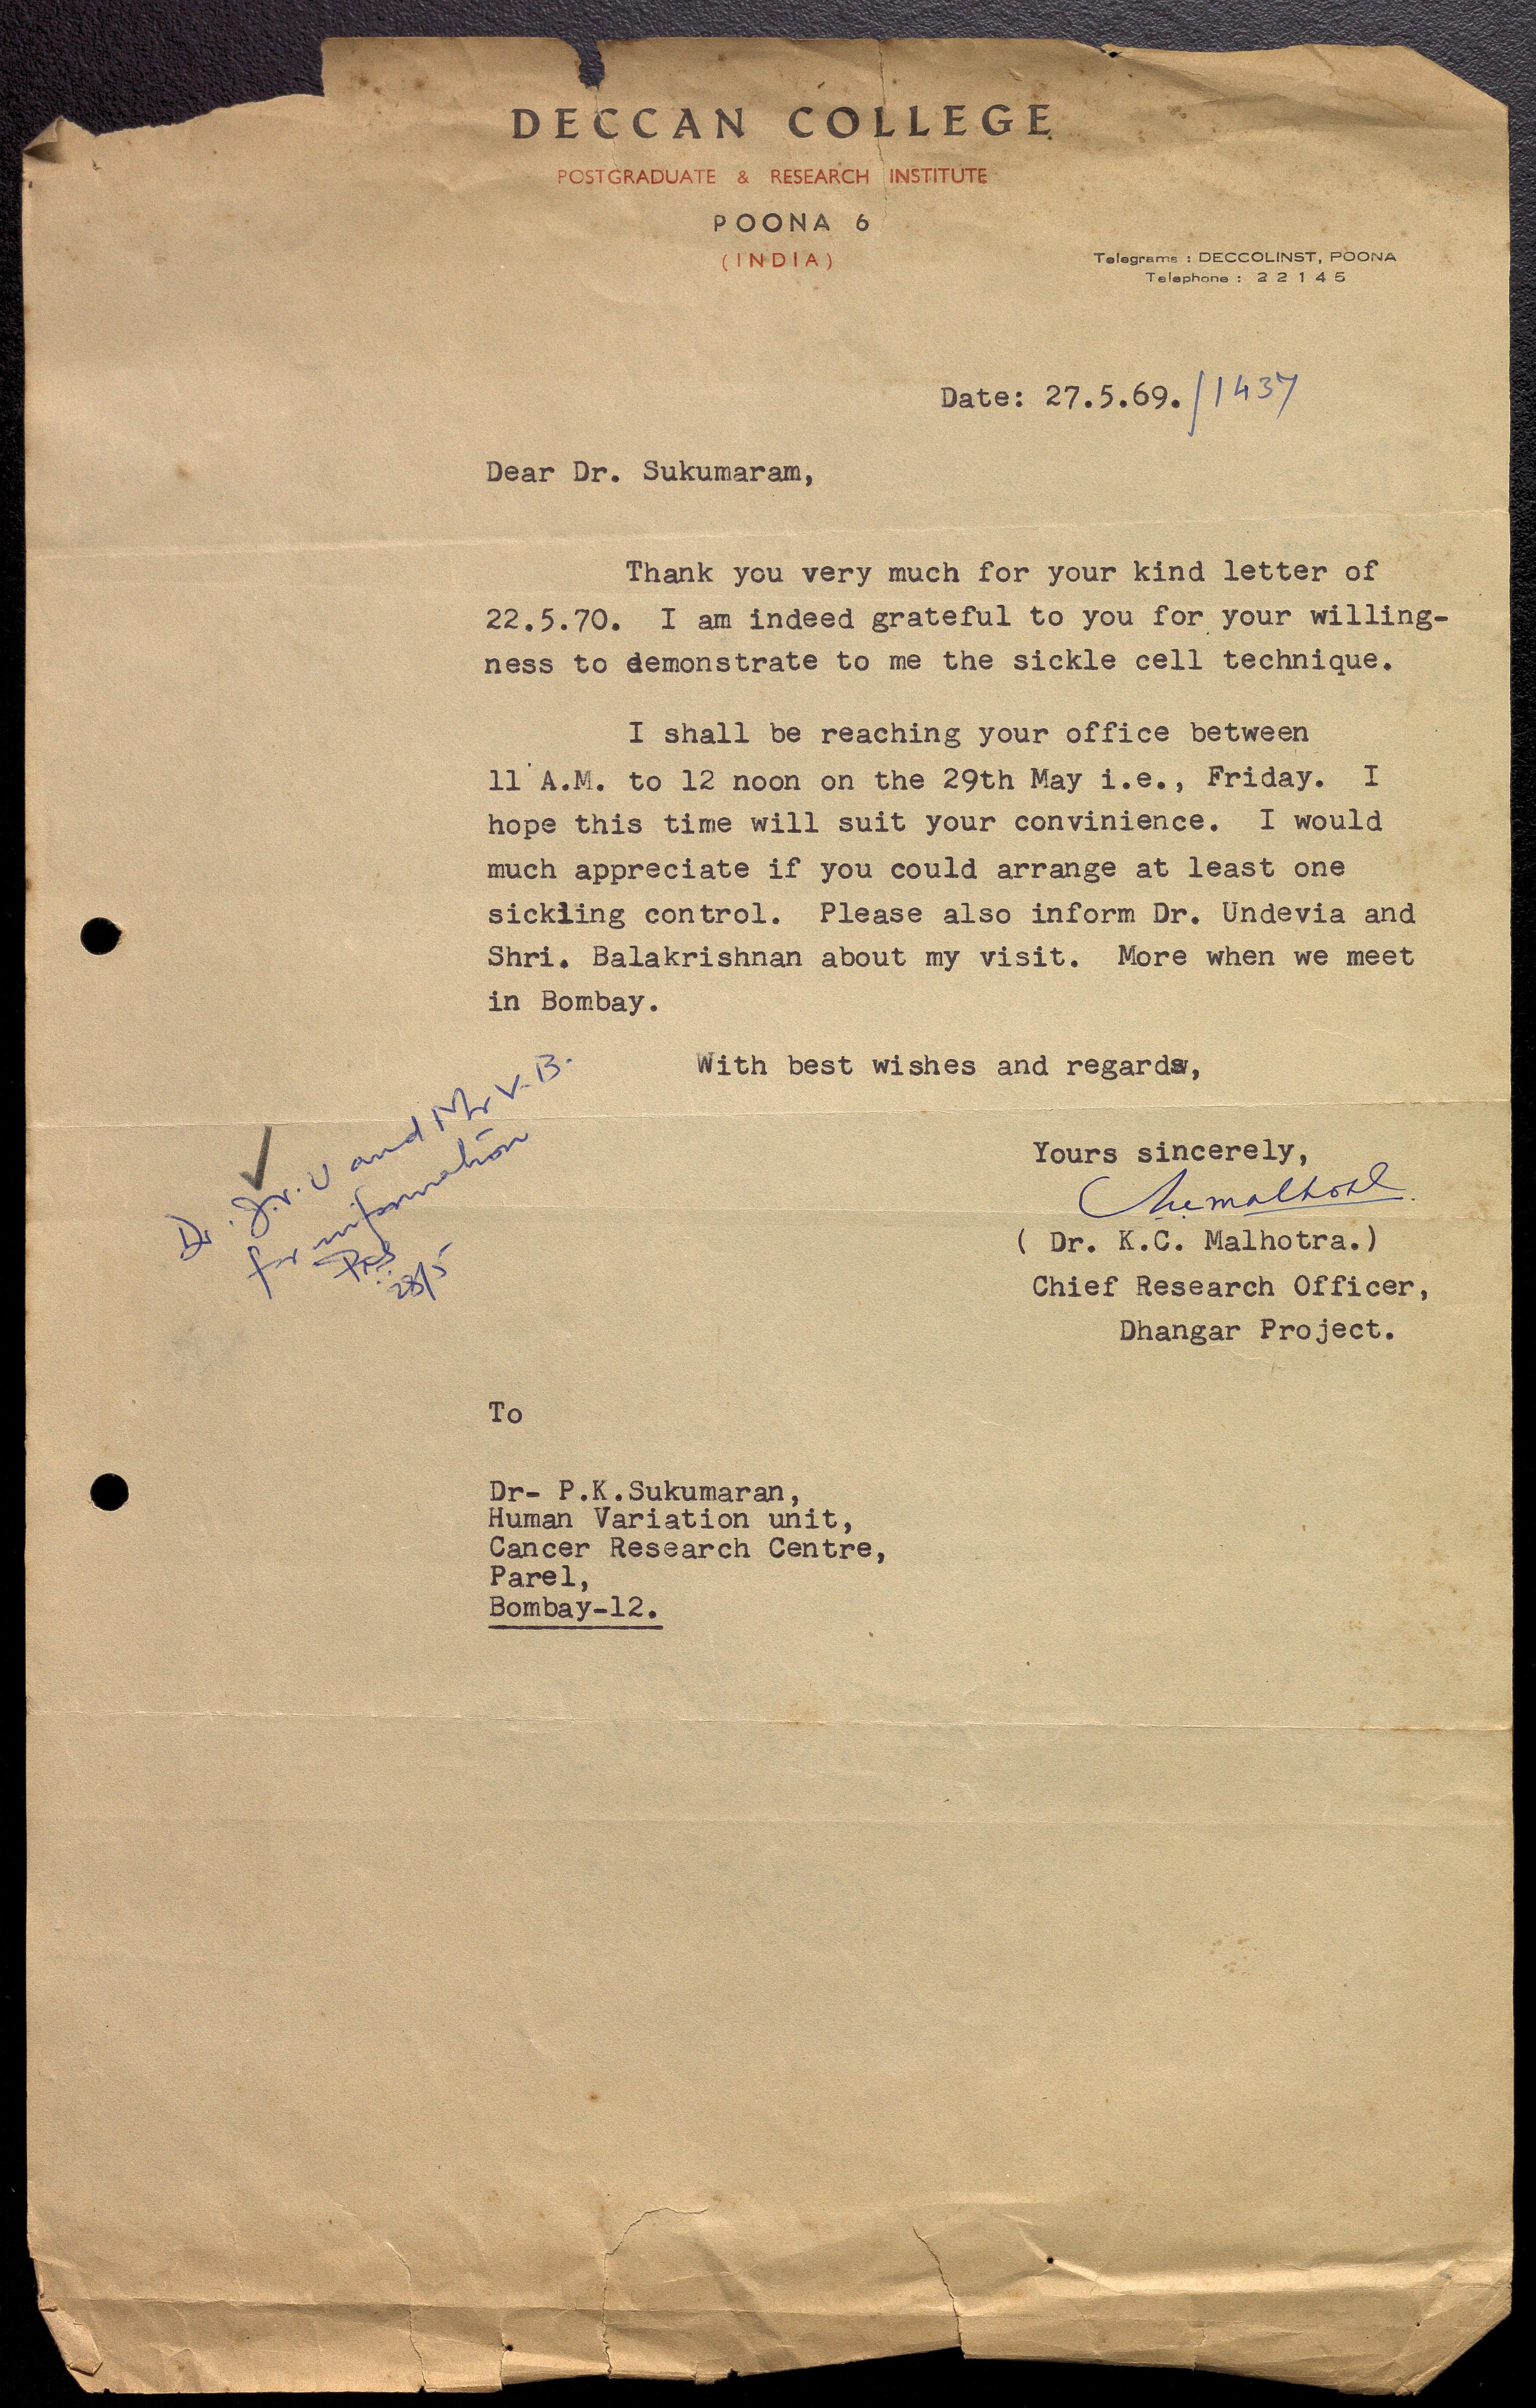 DECCAN COLLEGE
POSTGRADUATE & RESEARCH INSTITUTE
POONA 6
(INDIA)
Telegrams : DECCOLINST, POONA
Telephone : 2 2 1 4 5
Date: 27.5.69./1437
Dear Dr. Sukumaram,
Thank you very much for your kind letter of
22.5.70. I am indeed grateful to you for your willing-
ness to demonstrate to me the sickle cell technique.
I shall be reaching your office between
11 A.M. to 12 noon on the 29th May i.e., Friday. I
hope this time will suit your convinience. I would
much appreciate if you could arrange at least one
sickling control. Please also inform Dr. Undevia and
Shri. Balakrishnan about my visit. More when we meet
in Bombay.
With best wishes and regards,
Dr. J.V. U and Mr V.B.
for information
28/5
Yours sincerely,
( Dr. K.C. Malhotra.)
Chief Research Officer,
Dhangar Project.
To
Dr- P.K.Sukumaran,
Human Variation unit,
Cancer Research Centre,
Parel,
Bombay-12.